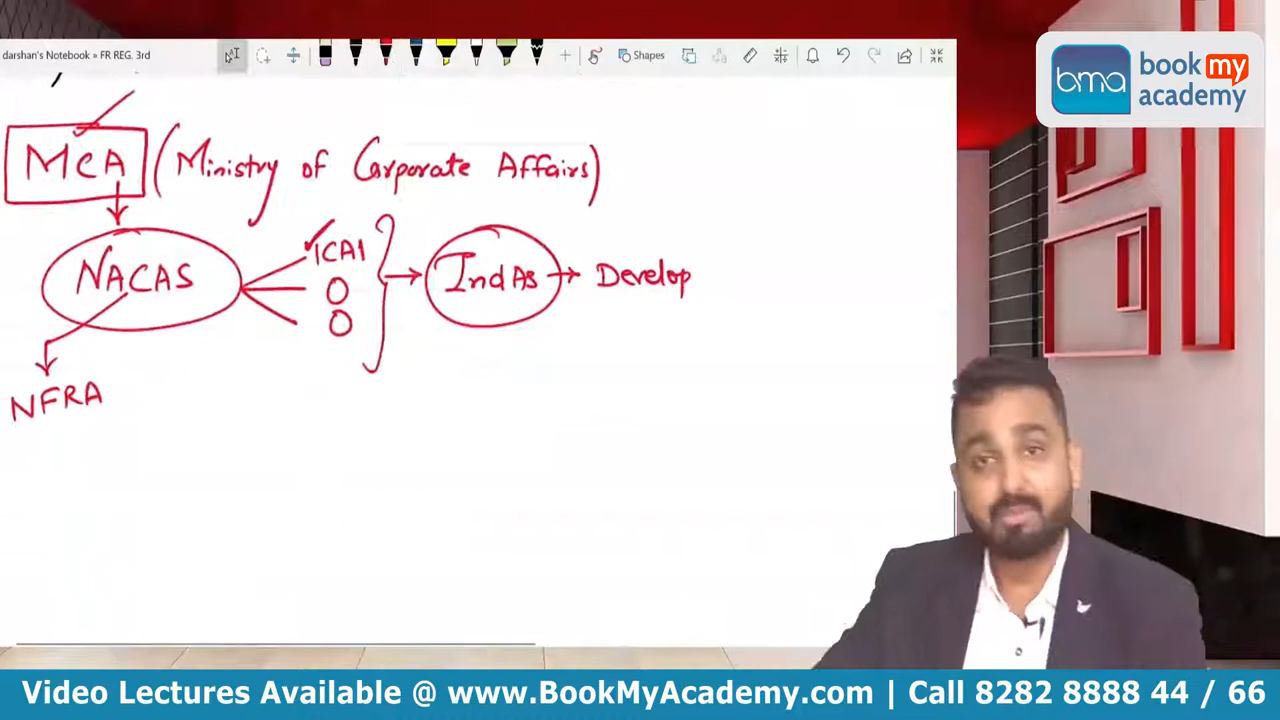 darshan's Notebook » FR REG. 3rd
Shapes
bma
book my
academy
MCA (Ministry of Corporate Affairs)
NACAS
ICAI
O
O
IndAs → Develop
NFRA
Video Lectures Available @ www.BookMyAcademy.com | Call 8282 8888 44 / 66